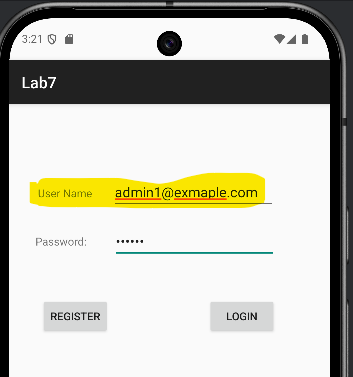 3:21
Lab7
User Name admin1@exmaple.com
Password: ••••••
REGISTER LOGIN